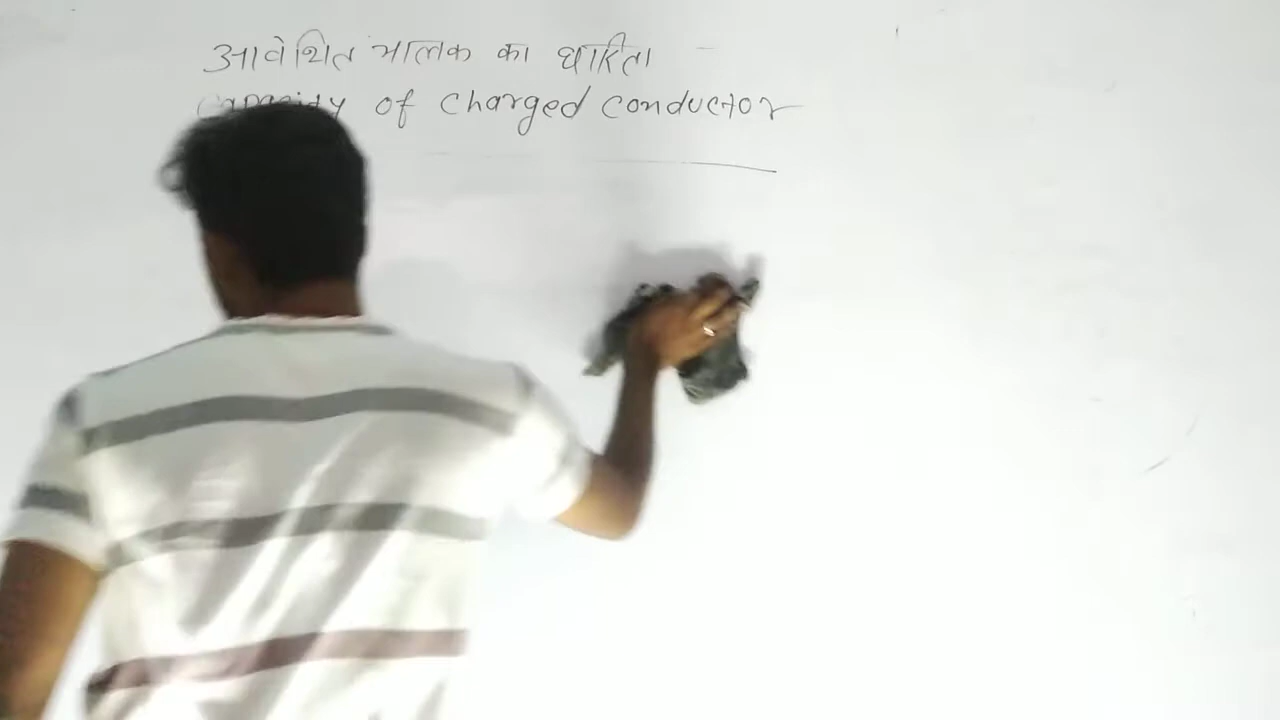 आवेशित चालक का धारिता
Capacity of charged conductor